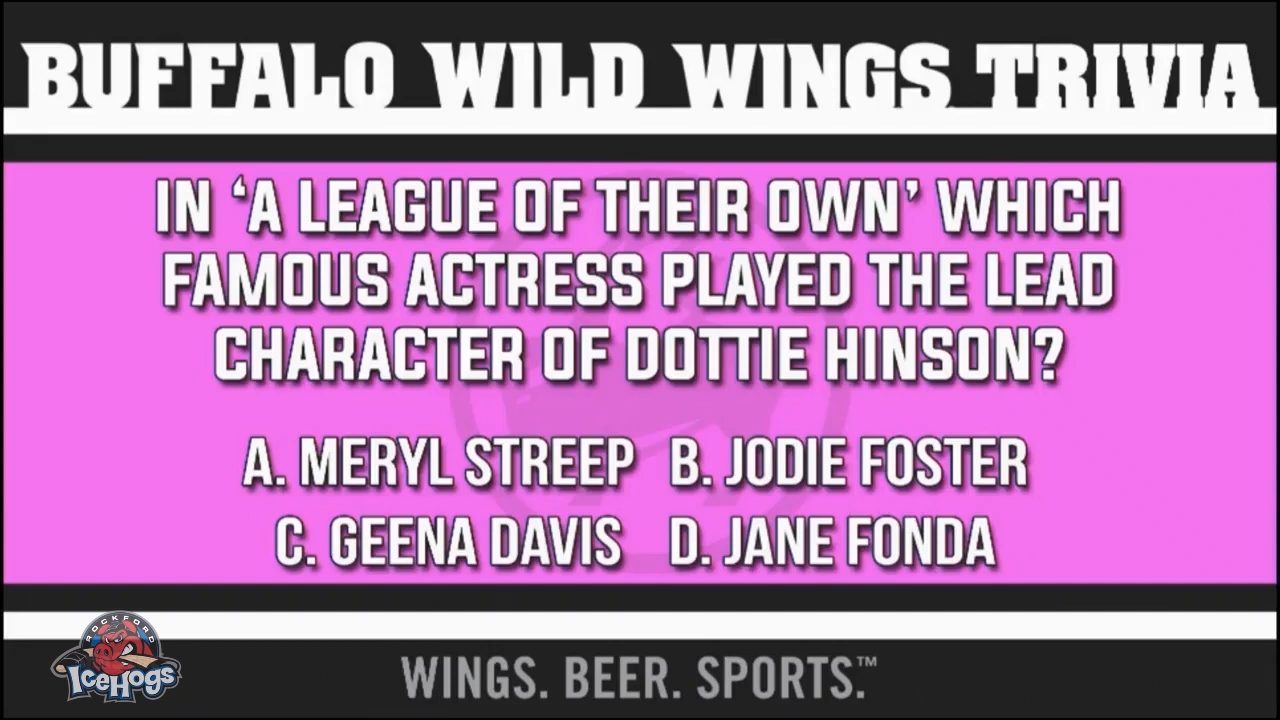 BUFFALO WILD WINGS TRIVIA
IN ‘A LEAGUE OF THEIR OWN’ WHICH
FAMOUS ACTRESS PLAYED THE LEAD
CHARACTER OF DOTTIE HINSON?
A. MERYL STREEP B. JODIE FOSTER
C. GEENA DAVIS D. JANE FONDA
ROCKFORD
IceHogs
WINGS. BEER. SPORTS.™